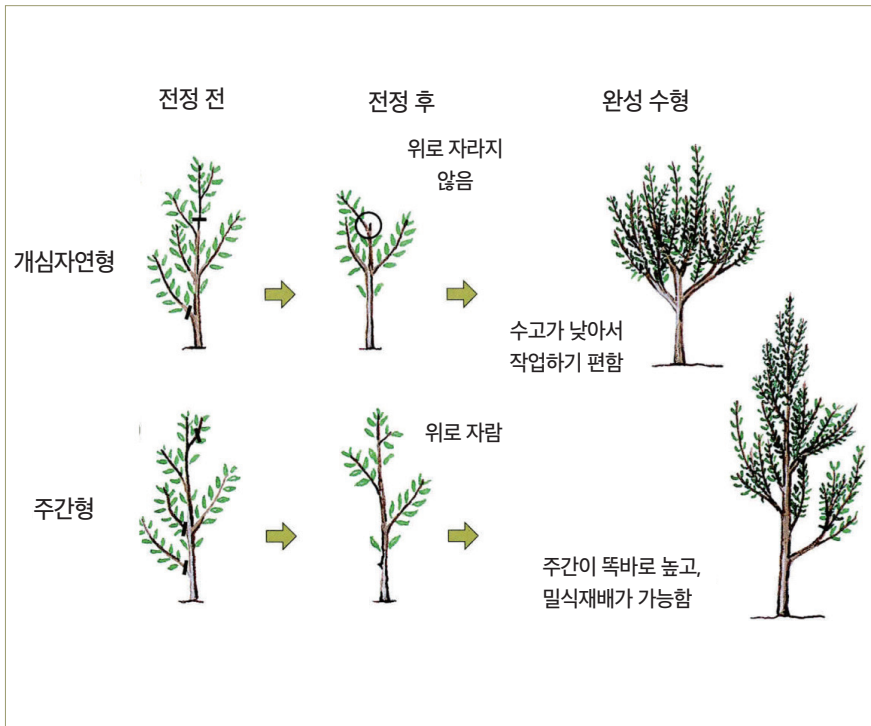 전정 전
전정 후
완성 수형
위로 자라지
않음
개심자연형
수고가 낮아서
작업하기 편함
위로 자람
주간형
주간이 똑바로 높고,
밀식재배가 가능함